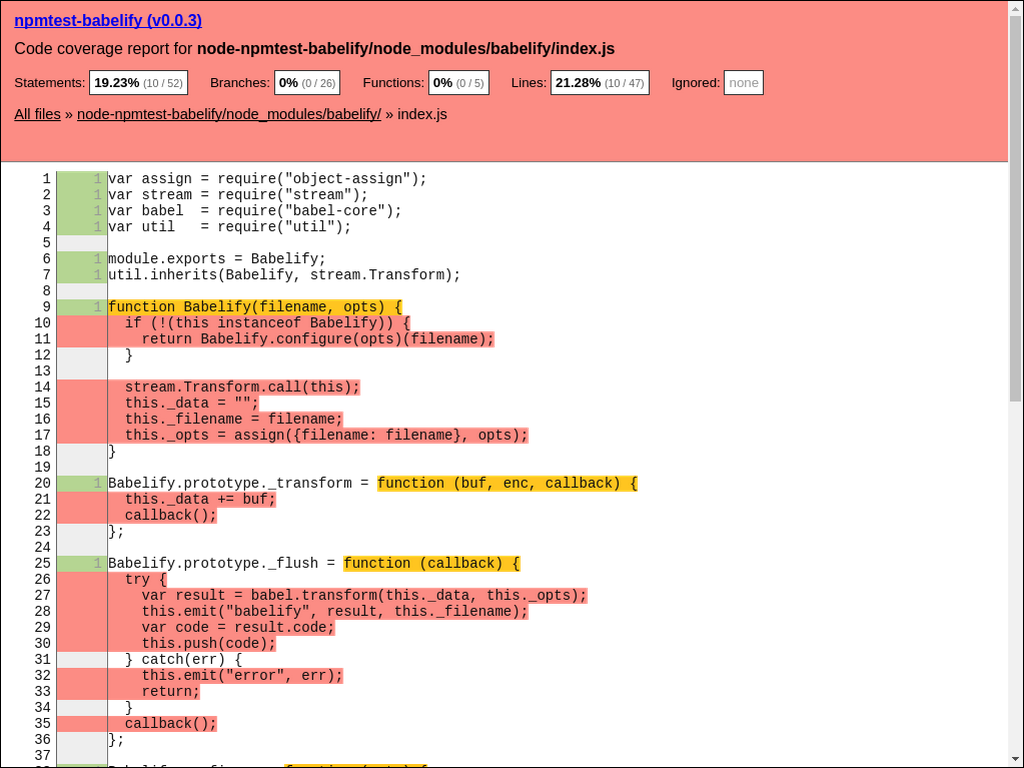 npmtest-babelify (v0.0.3)
Code coverage report for node-npmtest-babelify/node_modules/babelify/index.js
Statements: 19.23% (10 / 52) Branches: 0% (0 / 26) Functions: 0% (0 / 5) Lines: 21.28% (10 / 47) Ignored: none
All files » node-npmtest-babelify/node_modules/babelify/ » index.js
1 1 var assign = require("object-assign");
2 1 var stream = require("stream");
3 1 var babel  = require("babel-core");
4 1 var util   = require("util");
5
6 1 module.exports = Babelify;
7 1 util.inherits(Babelify, stream.Transform);
8
9 1 function Babelify(filename, opts) {
10   if (!(this instanceof Babelify)) {
11     return Babelify.configure(opts)(filename);
12   }
13
14   stream.Transform.call(this);
15   this._data = "";
16   this._filename = filename;
17   this._opts = assign({filename: filename}, opts);
18 }
19
20 1 Babelify.prototype._transform = function (buf, enc, callback) {
21   this._data += buf;
22   callback();
23 };
24
25 1 Babelify.prototype._flush = function (callback) {
26   try {
27     var result = babel.transform(this._data, this._opts);
28     this.emit("babelify", result, this._filename);
29     var code = result.code;
30     this.push(code);
31   } catch(err) {
32     this.emit("error", err);
33     return;
34   }
35   callback();
36 };
37